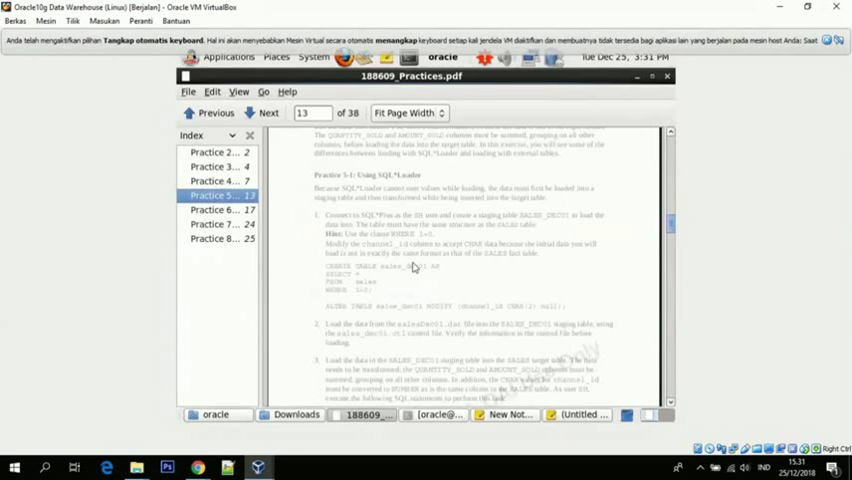 Oracle10g Data Warehouse (Linux) [Berjalan] - Oracle VM VirtualBox
Berkas Mesin Tilik Masukan Peranti Bantuan
Anda telah mengaktifkan pilihan Tangkap otomatis keyboard. Hal ini akan menyebabkan Mesin Virtual secara otomatis menangkap keyboard setiap kali jendela VM diaktifkan dan membuatnya tidak tersedia bagi aplikasi lain yang berjalan pada mesin host Anda: Saat
Applications Places System oracle Tue Dec 25, 3:31 PM
188609_Practices.pdf
File Edit View Go Help
Previous Next 13 of 38 Fit Page Width
Index
Practice 2... 2
Practice 3... 4
Practice 4... 7
Practice 5... 13
Practice 6... 17
Practice 7... 24
Practice 8... 25
The QUANTITY_SOLD and AMOUNT_SOLD columns must be summed, grouping on all other
columns, before loading the data into the target table. In this exercise, you will see some of the
differences between loading with SQL*Loader and loading with external tables.
Practice 5-1: Using SQL*Loader
Because SQL*Loader cannot sum values while loading, the data must first be loaded into a
staging table and then transformed while being inserted into the target table.
1. Connect to SQL*Plus as the SH user and create a staging table SALES_DEC01 to load the
data into. The table must have the same structure as the SALES table.
Hint: Use the clause WHERE 1=0.
Modify the channel_id column to accept CHAR data because the initial data you will
load is not in exactly the same format as that of the SALES fact table.
CREATE TABLE sales_dec01 AS
SELECT *
FROM sales
WHERE 1=0;
ALTER TABLE sales_dec01 MODIFY (channel_id CHAR(2) null);
2. Load the data from the salesDec01.dat file into the SALES_DEC01 staging table, using
the sales_dec01.ctl control file. Verify the information in the control file before
loading.
3. Load the data in the SALES_DEC01 staging table into the SALES target table. The data
needs to be transformed, the QUANTITY_SOLD and AMOUNT_SOLD columns must be
summed, grouping on all other columns. In addition, the CHAR value for channel_id
must be converted to NUMBER as is the same column in the SALES table. As user SH,
execute the following SQL statements to perform this task:
Only
oracle Downloads 188609_... [oracle@... New Not... (Untitled ...
Right Ctrl
IND
15.31
25/12/2018